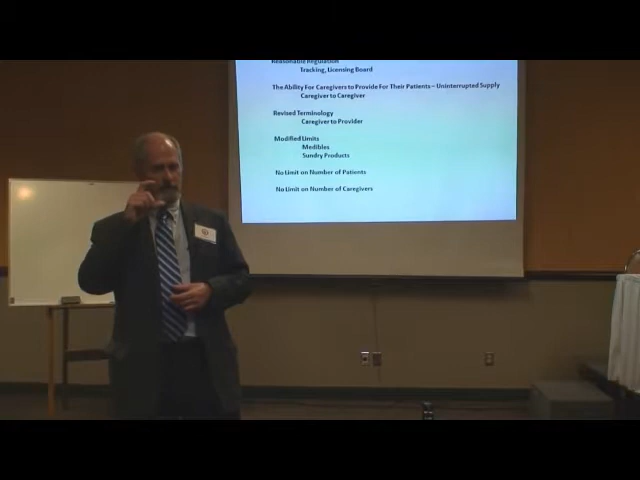 Reasonable Regulation
Tracking, Licensing Board
The Ability For Caregivers to Provide For Their Patients – Uninterrupted Supply
Caregiver to Caregiver
Revised Terminology
Caregiver to Provider
Modified Limits
Medibles
Sundry Products
No Limit on Number of Patients
No Limit on Number of Caregivers